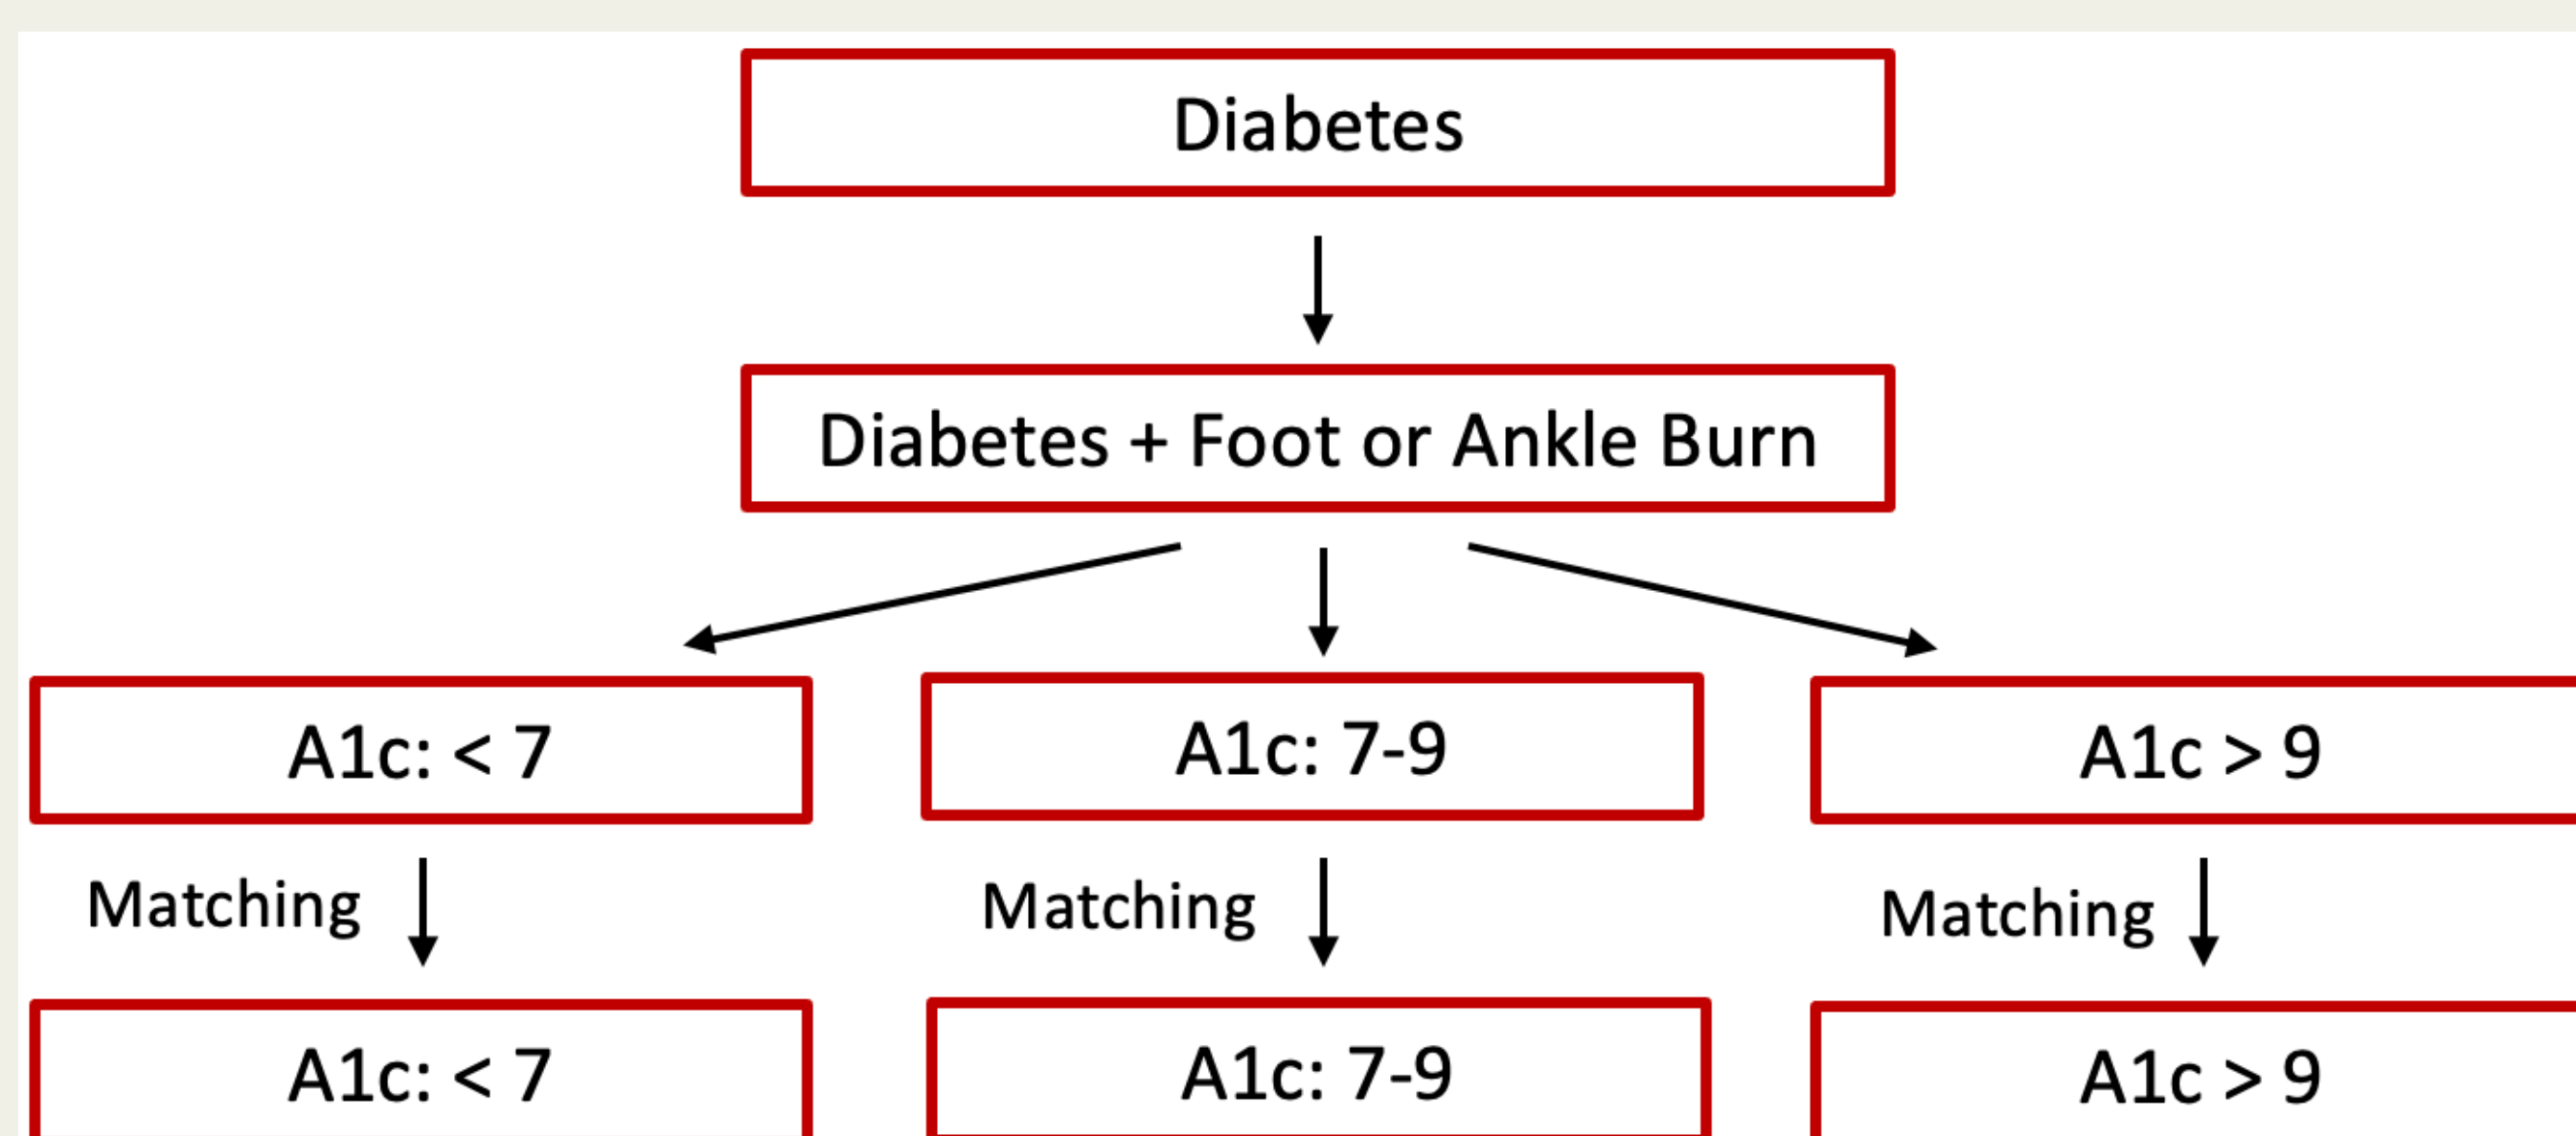 Diabetes
Diabetes + Foot or Ankle Burn
A1c: < 7
A1c: 7-9
A1c > 9
Matching
Matching
Matching
A1c: < 7
A1c: 7-9
A1c > 9